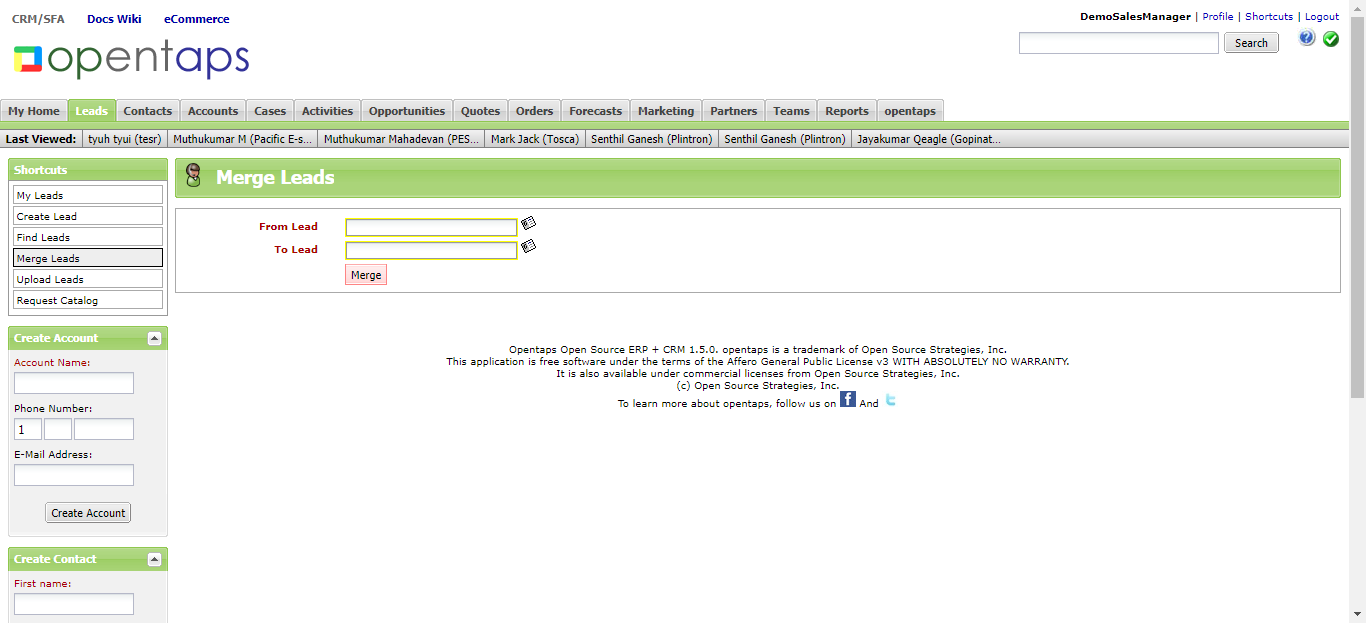 CRM/SFA Docs Wiki eCommerce
DemoSalesManager | Profile | Shortcuts | Logout
opentaps
Search
My Home Leads Contacts Accounts Cases Activities Opportunities Quotes Orders Forecasts Marketing Partners Teams Reports opentaps
Last Viewed: tyuh tyui (tesr) Muthukumar M (Pacific E-s... Muthukumar Mahadevan (PES... Mark Jack (Tosca) Senthil Ganesh (Plintron) Senthil Ganesh (Plintron) Jayakumar Qeagle (Gopinat...
Shortcuts
My Leads
Create Lead
Find Leads
Merge Leads
Upload Leads
Request Catalog
Create Account
Account Name:
Phone Number:
1
E-Mail Address:
Create Account
Create Contact
First name:
Merge Leads
From Lead
To Lead
Merge
Opentaps Open Source ERP + CRM 1.5.0. opentaps is a trademark of Open Source Strategies, Inc.
This application is free software under the terms of the Affero General Public License v3 WITH ABSOLUTELY NO WARRANTY.
It is also available under commercial licenses from Open Source Strategies, Inc.
(c) Open Source Strategies, Inc.
To learn more about opentaps, follow us on f And t